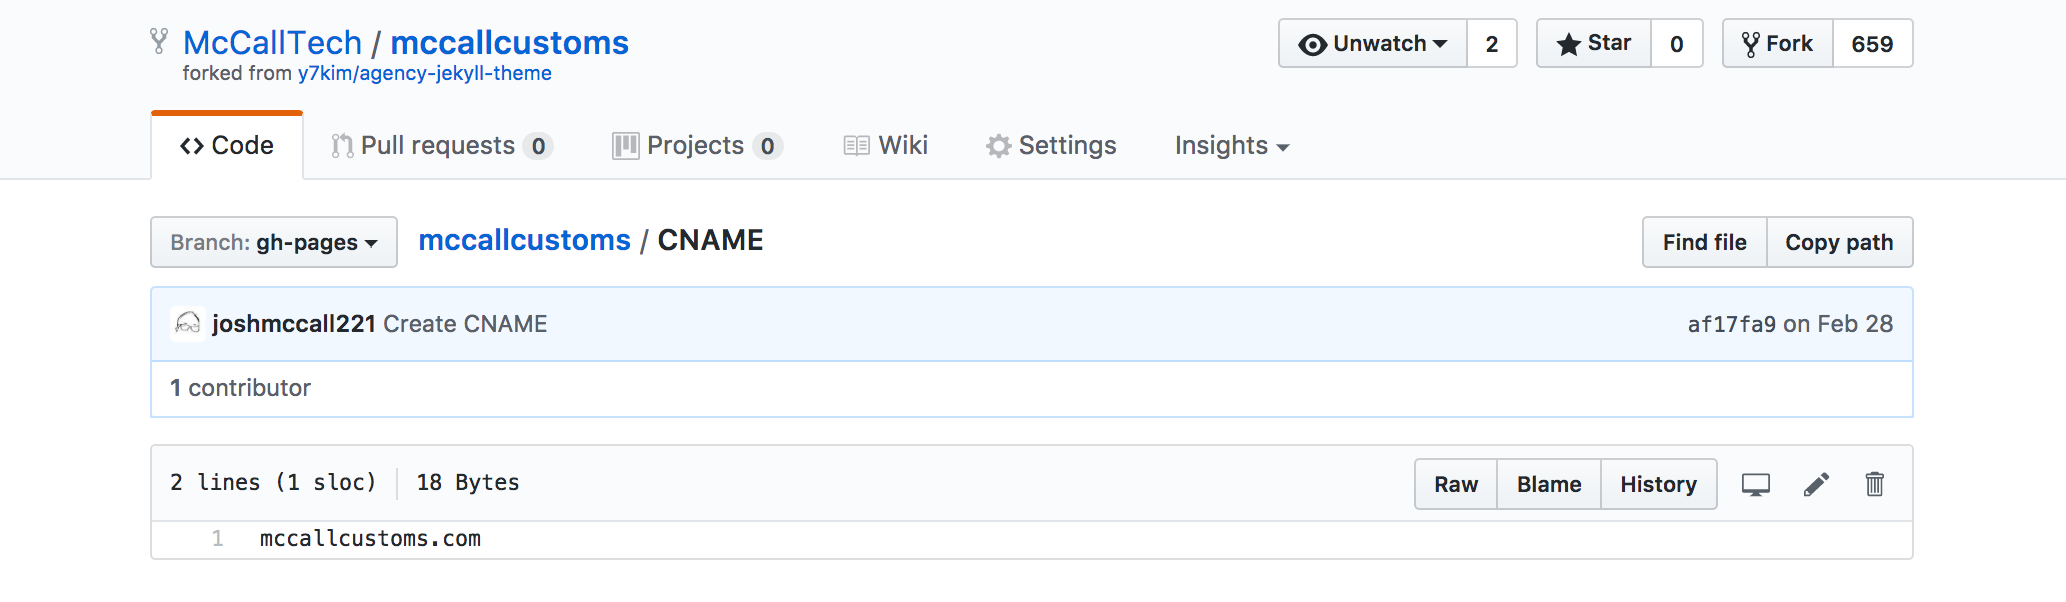 McCallTech / mccallcustoms
forked from y7kim/agency-jekyll-theme
Unwatch 2 Star 0 Fork 659
Code Pull requests 0 Projects 0 Wiki Settings Insights
Branch: gh-pages mccallcustoms / CNAME Find file Copy path
joshmccall221 Create CNAME af17fa9 on Feb 28
1 contributor
2 lines (1 sloc) 18 Bytes Raw Blame History
1 mccallcustoms.com